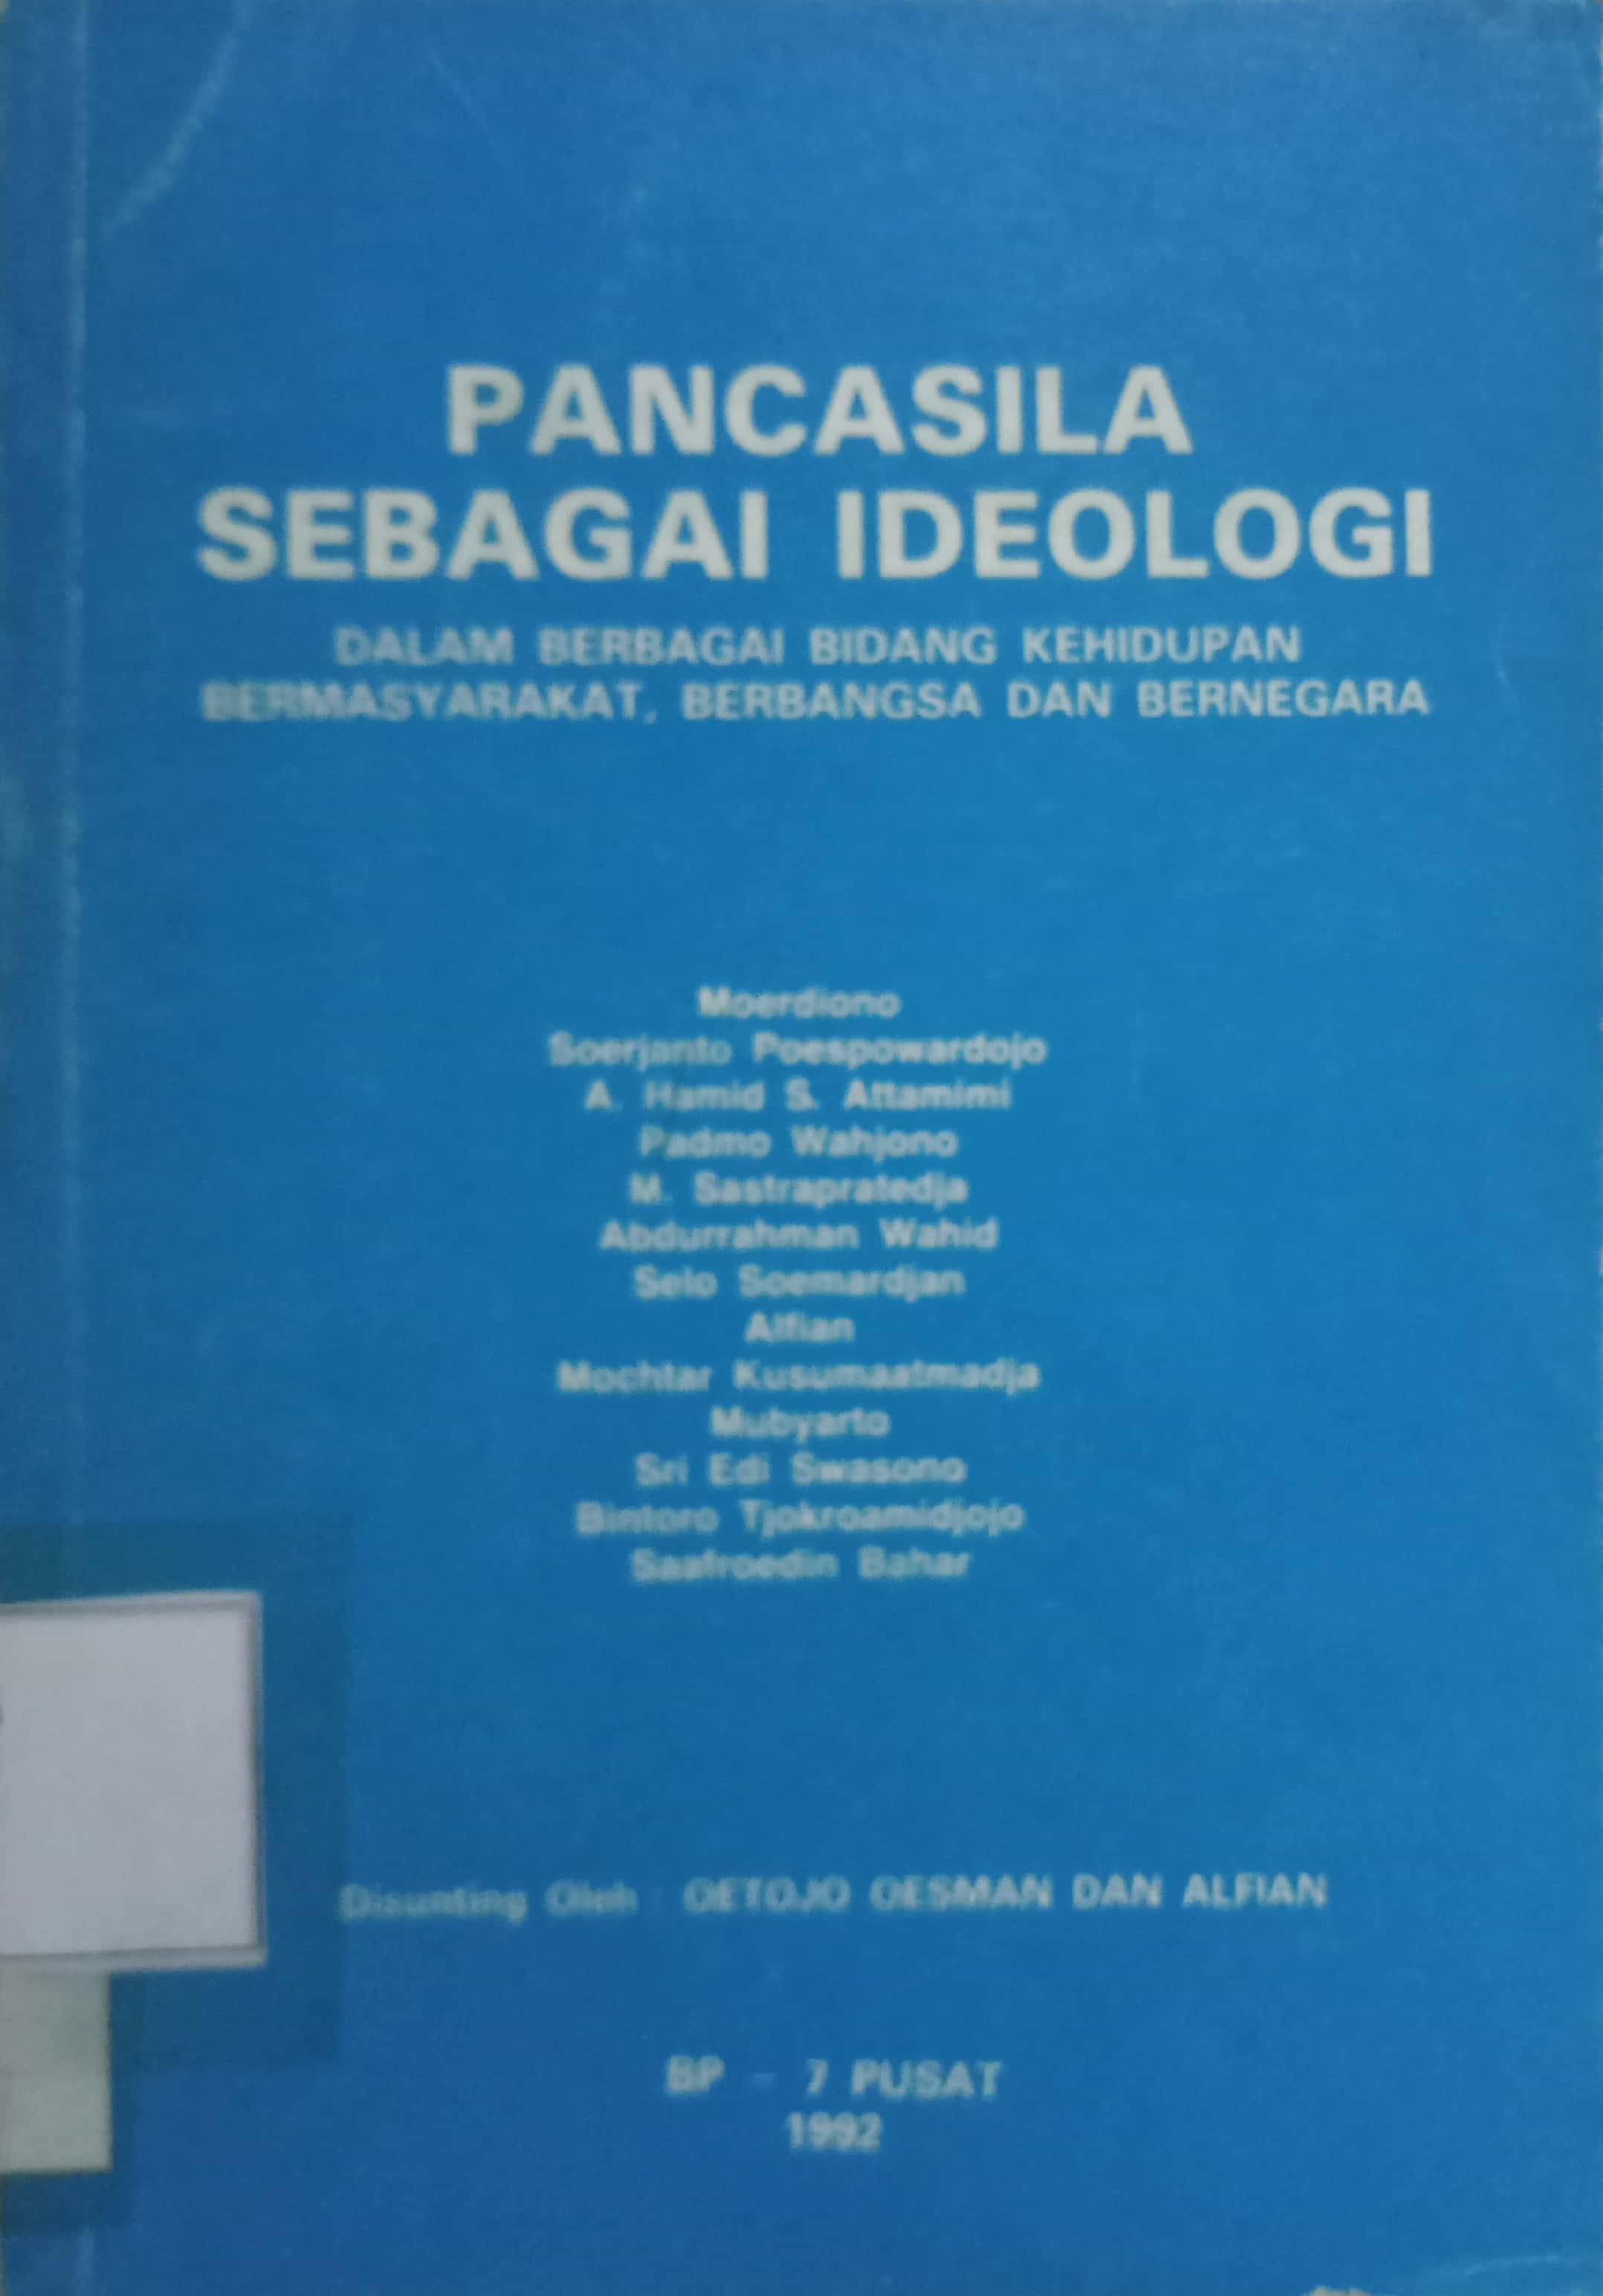 PANCASILA
SEBAGAI IDEOLOGI
DALAM BERBAGAI BIDANG KEHIDUPAN
BERMASYARAKAT, BERBANGSA DAN BERNEGARA
Moerdiono
Soerjanto Poespowardojo
A. Hamid S. Attamimi
Padmo Wahjono
M. Sastrapratedja
Abdurrahman Wahid
Selo Soemardjan
Alfian
Mochtar Kusumaatmadja
Mubyarto
Sri Edi Swasono
Bintoro Tjokroamidjojo
Saafroedin Bahar
Disunting Oleh : OETOJO OESMAN DAN ALFIAN
BP - 7 PUSAT
1992